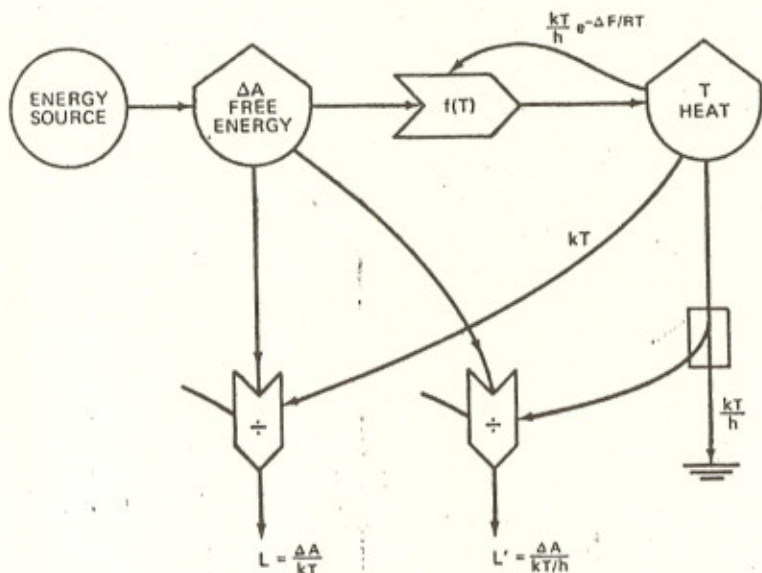 ENERGY
SOURCE
ΔA
FREE
ENERGY
f(T)
kT/h e^-ΔF/RT
T
HEAT
kT
÷
÷
kT/h
L = ΔA/kT
L' = ΔA/kT/h